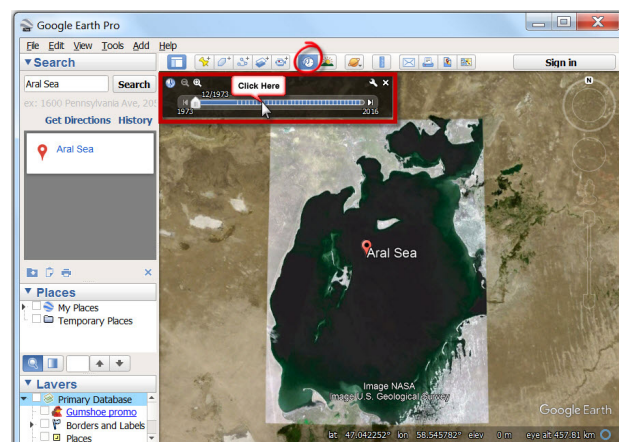 Google Earth Pro
File Edit View Tools Add Help
Search
Sign in
Aral Sea
Search
ex: 1600 Pennsylvania Ave, 205
Get Directions History
Aral Sea
12/1973
Click Here
1973
2016
N
Aral Sea
Places
My Places
Temporary Places
Layers
Primary Database
Gumshoe promo
Borders and Labels
Places
Image NASA
Image U.S. Geological Survey
Google Earth
lat 47.042252° lon 58.545782° elev 0 m eye alt 457.81 km